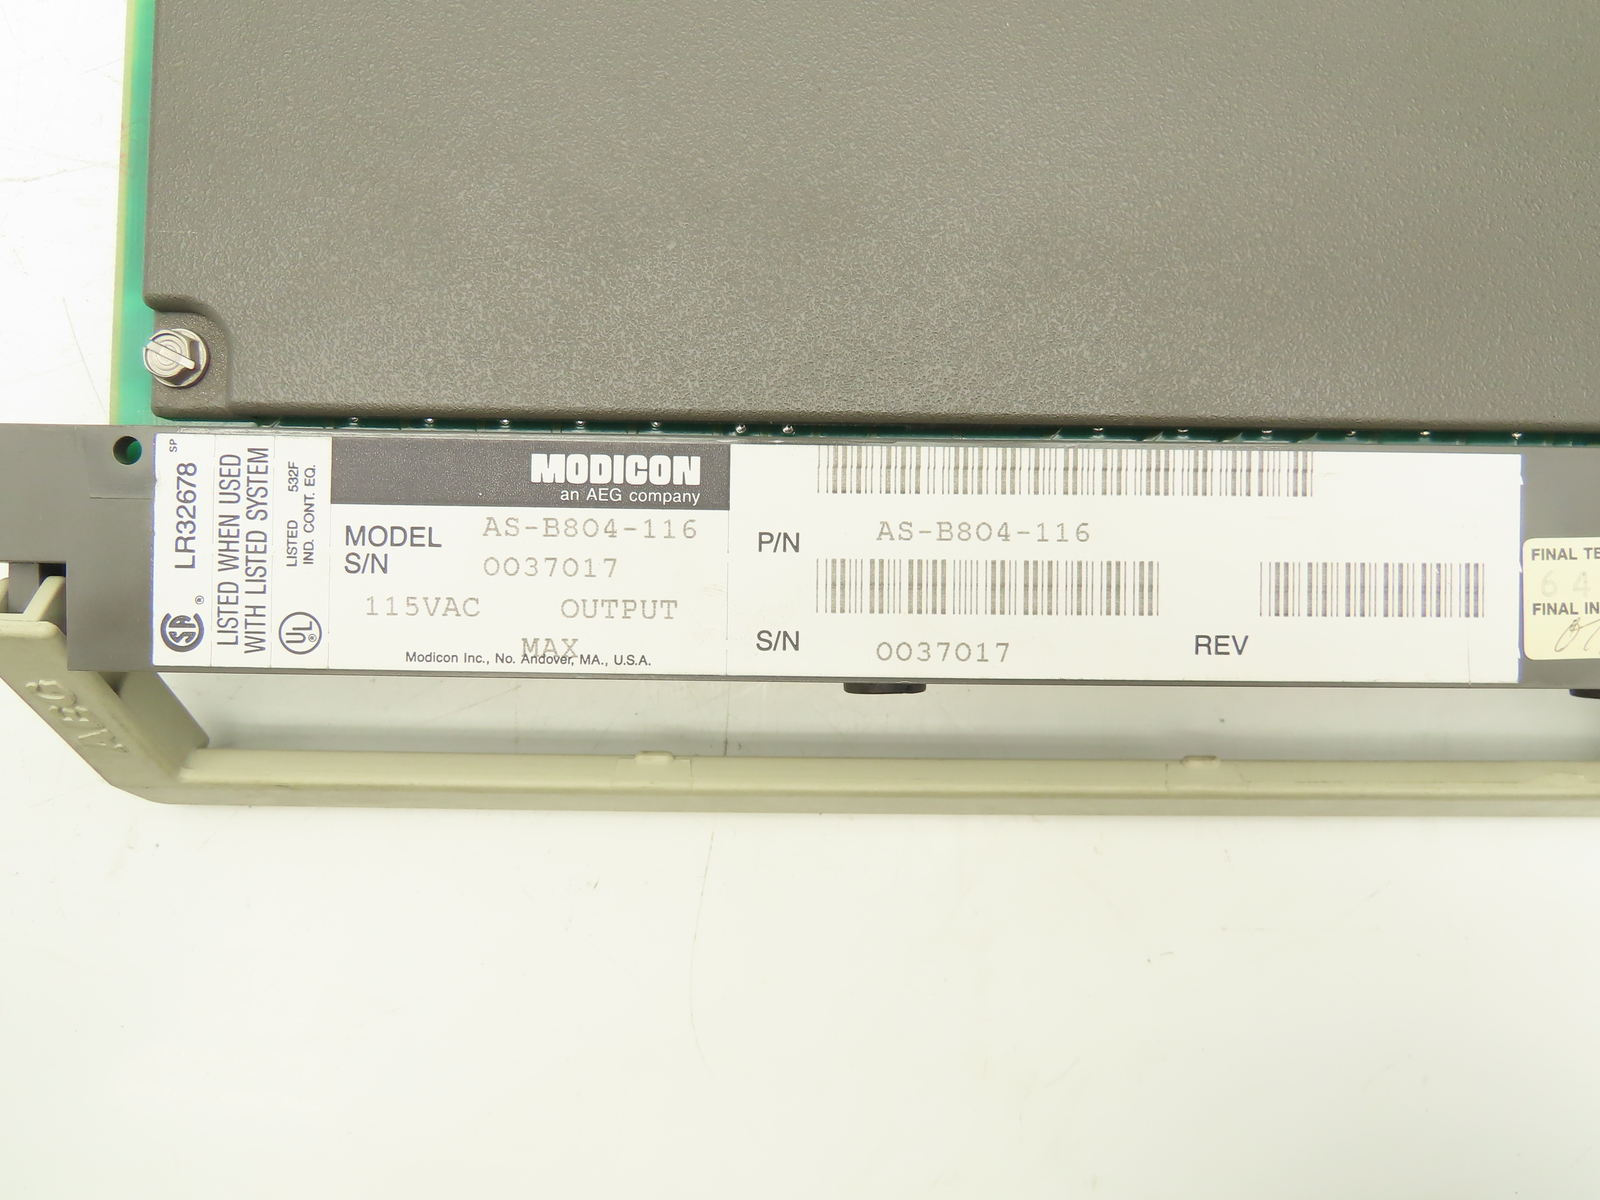 LR32678
SP
LISTED WHEN USED
WITH LISTED SYSTEM
LISTED 532F
IND. CONT. EQ.
MODICON
an AEG company
MODEL AS-B804-116
S/N 0037017
115VAC OUTPUT
MAX
Modicon Inc., No. Andover, MA., U.S.A.
P/N AS-B804-116
S/N 0037017 REV
FINAL TE
64
FINAL IN
AEG